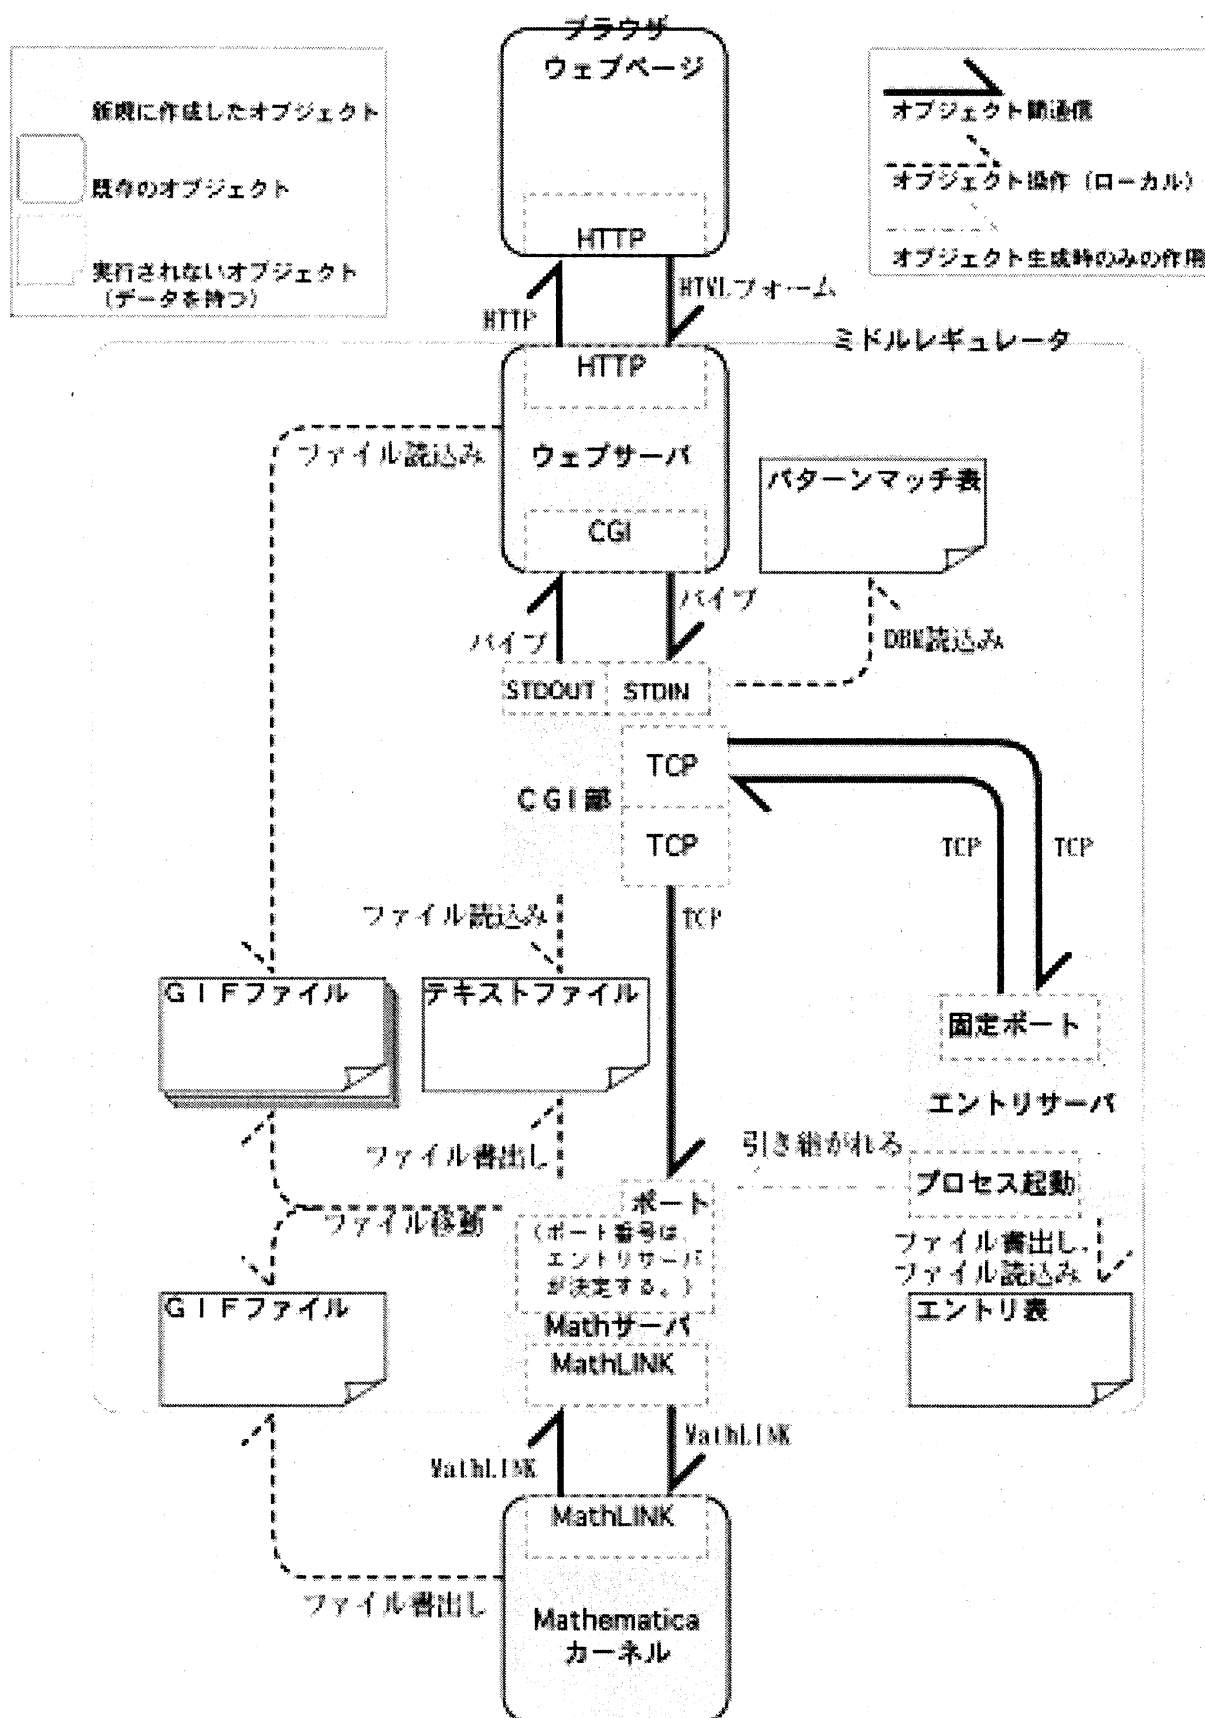 ブラウザ
ウェブページ
HTTP
新規に作成したオブジェクト
既存のオブジェクト
実行されないオブジェクト
(データを持つ)
オブジェクト間通信
オブジェクト操作(ローカル)
オブジェクト生成時のみの作用
HTTP
HTMLフォーム
ミドルレギュレータ
HTTP
ウェブサーバ
CGI
ファイル読込み
パターンマッチ表
パイプ
パイプ
DBM読込み
STDOUT
STDIN
TCP
CGI部
TCP
TCP
TCP
ファイル読込み
TCP
GIFファイル
テキストファイル
固定ポート
エントリサーバ
ファイル書出し
引き継がれる
プロセス起動
ポート
ファイル移動
(ポート番号は、
エントリサーバ
が決定する。)
ファイル書出し,
ファイル読込み
GIFファイル
Mathサーバ
MathLINK
エントリ表
MathLINK
MathLINK
MathLINK
ファイル書出し
Mathematica
カーネル